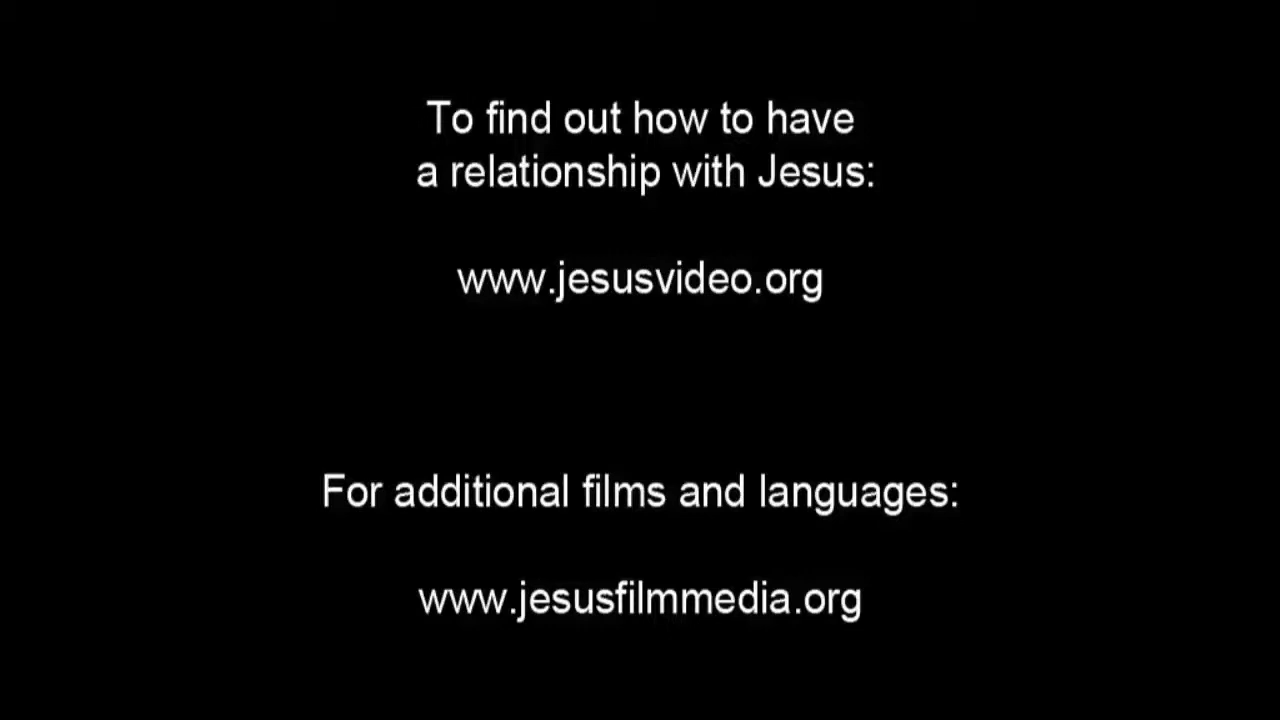 To find out how to have
a relationship with Jesus:
www.jesusvideo.org
For additional films and languages:
www.jesusfilmmedia.org